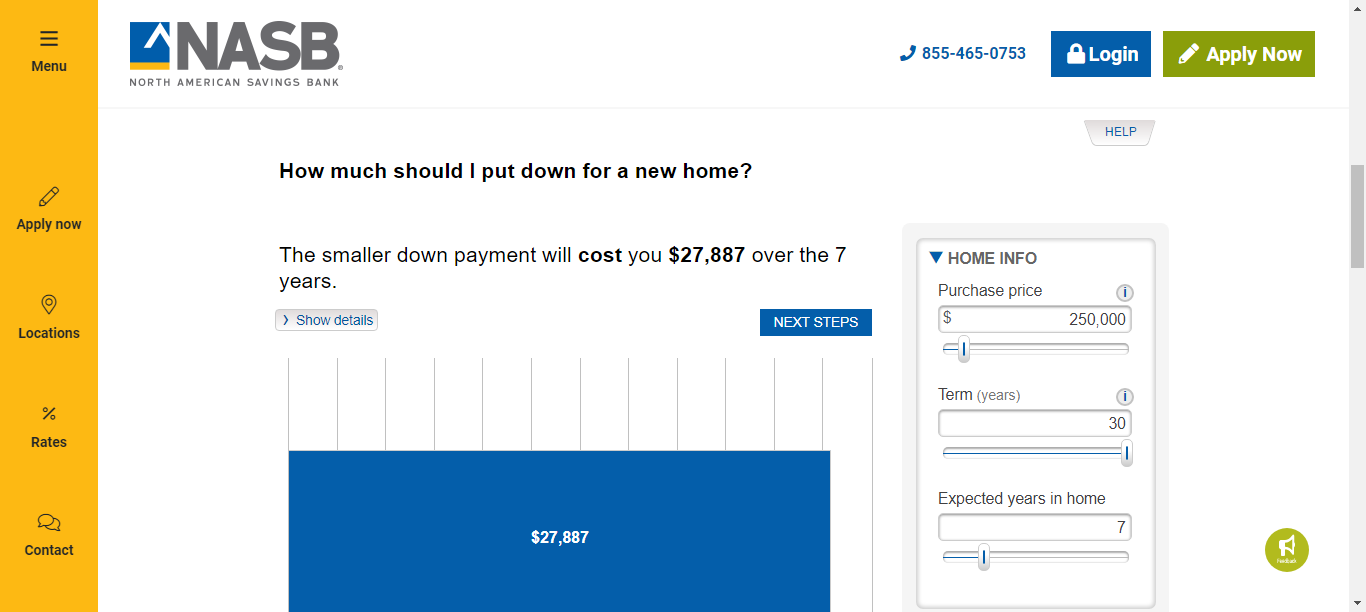 Menu
Apply now
Locations
Rates
Contact
NASB®
NORTH AMERICAN SAVINGS BANK
855-465-0753
Login
Apply Now
HELP
How much should I put down for a new home?
The smaller down payment will cost you $27,887 over the 7
years.
Show details
NEXT STEPS
$27,887
HOME INFO
Purchase price
i
$ 250,000
Term (years)
i
30
Expected years in home
7
Feedback